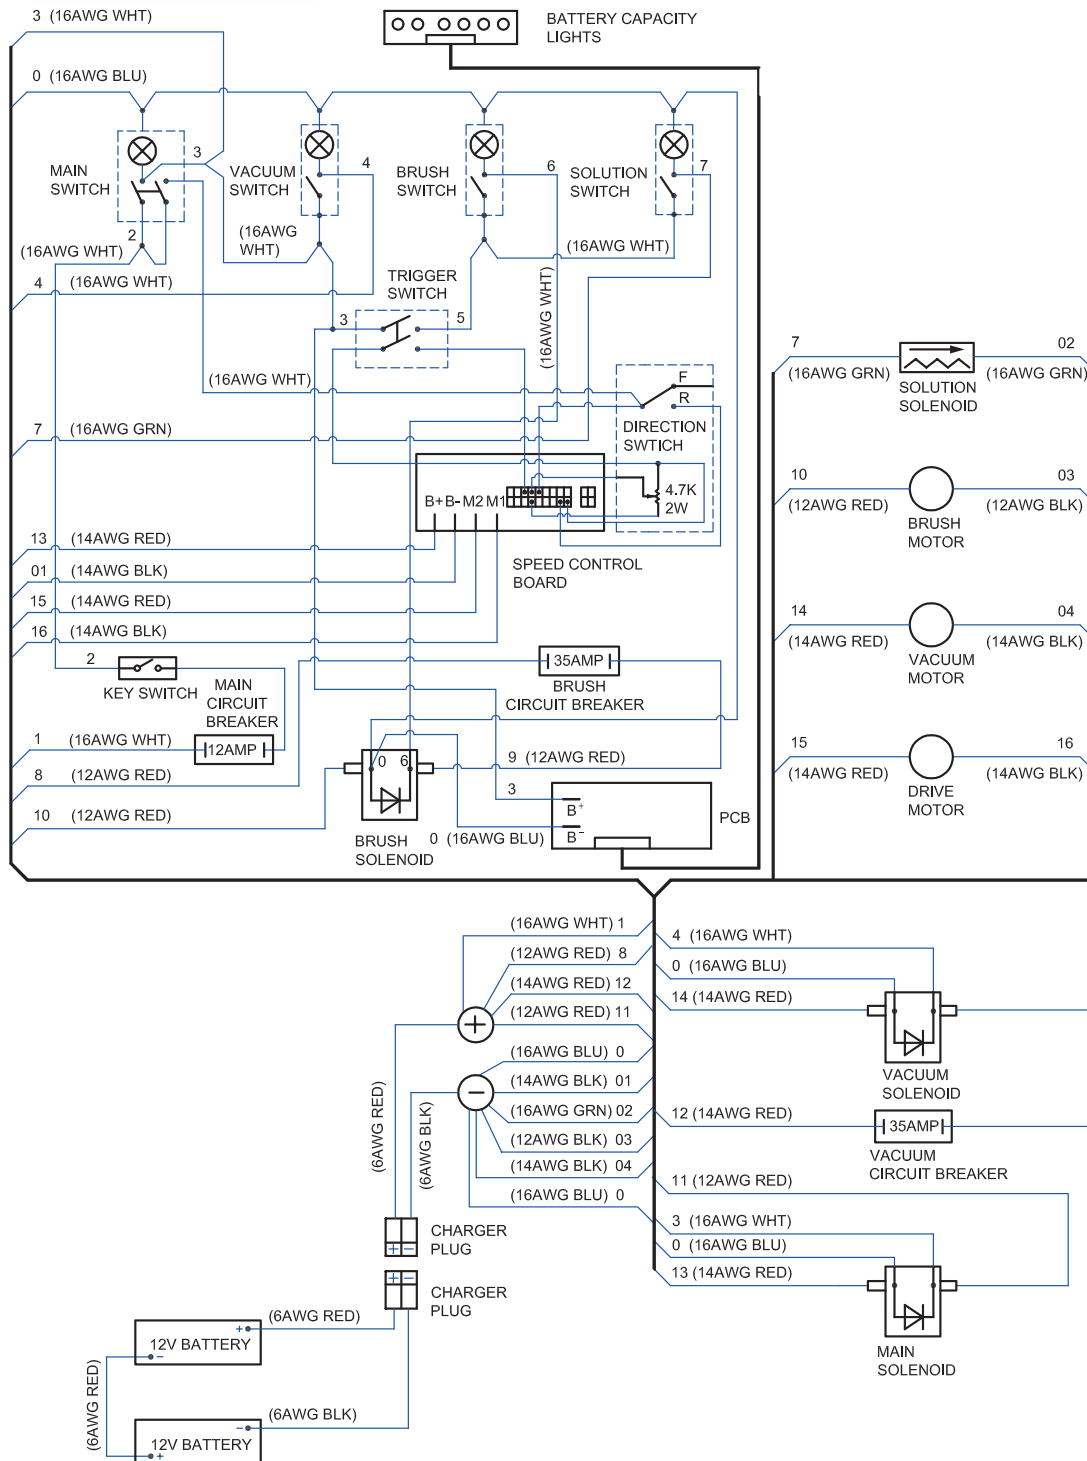 3 (16AWG WHT)
BATTERY CAPACITY
LIGHTS
0 (16AWG BLU)
MAIN
SWITCH
3
VACUUM
SWITCH
4
BRUSH
SWITCH
6
SOLUTION
SWITCH
7
2
(16AWG WHT)
(16AWG
WHT)
(16AWG WHT)
4 (16AWG WHT)
TRIGGER
SWITCH
3
5
(16AWG WHT)
(16AWG WHT)
F
R
DIRECTION
SWTICH
7 (16AWG GRN)
B+ B- M2 M1
4.7K
2W
SPEED CONTROL
BOARD
13 (14AWG RED)
01 (14AWG BLK)
15 (14AWG RED)
16 (14AWG BLK)
2
KEY SWITCH
MAIN
CIRCUIT
BREAKER
35AMP
BRUSH
CIRCUIT BREAKER
1 (16AWG WHT)
12AMP
8 (12AWG RED)
10 (12AWG RED)
0 6
9 (12AWG RED)
BRUSH
SOLENOID
0 (16AWG BLU)
3
B+
B-
PCB
7
(16AWG GRN)
SOLUTION
SOLENOID
02
(16AWG GRN)
10
(12AWG RED)
BRUSH
MOTOR
03
(12AWG BLK)
14
(14AWG RED)
VACUUM
MOTOR
04
(14AWG BLK)
15
(14AWG RED)
DRIVE
MOTOR
16
(14AWG BLK)
(16AWG WHT) 1
(12AWG RED) 8
(14AWG RED) 12
(12AWG RED) 11
+
(16AWG BLU) 0
(14AWG BLK) 01
(16AWG GRN) 02
(12AWG BLK) 03
(14AWG BLK) 04
(16AWG BLU) 0
−
(6AWG RED)
(6AWG BLK)
4 (16AWG WHT)
0 (16AWG BLU)
14 (14AWG RED)
VACUUM
SOLENOID
12 (14AWG RED)
35AMP
VACUUM
CIRCUIT BREAKER
11 (12AWG RED)
3 (16AWG WHT)
0 (16AWG BLU)
13 (14AWG RED)
MAIN
SOLENOID
+ −
CHARGER
PLUG
+ −
CHARGER
PLUG
(6AWG RED)
+
12V BATTERY
−
(6AWG RED)
(6AWG BLK)
−
12V BATTERY
+